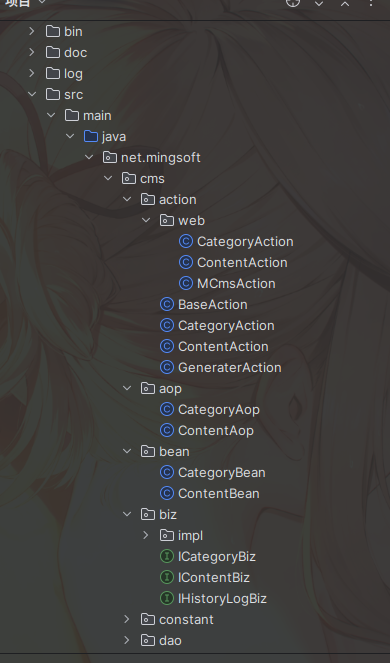 项目
bin
doc
log
src
main
java
net.mingsoft
cms
action
web
CategoryAction
ContentAction
MCmsAction
BaseAction
CategoryAction
ContentAction
GeneraterAction
aop
CategoryAop
ContentAop
bean
CategoryBean
ContentBean
biz
impl
ICategoryBiz
IContentBiz
IHistoryLogBiz
constant
dao